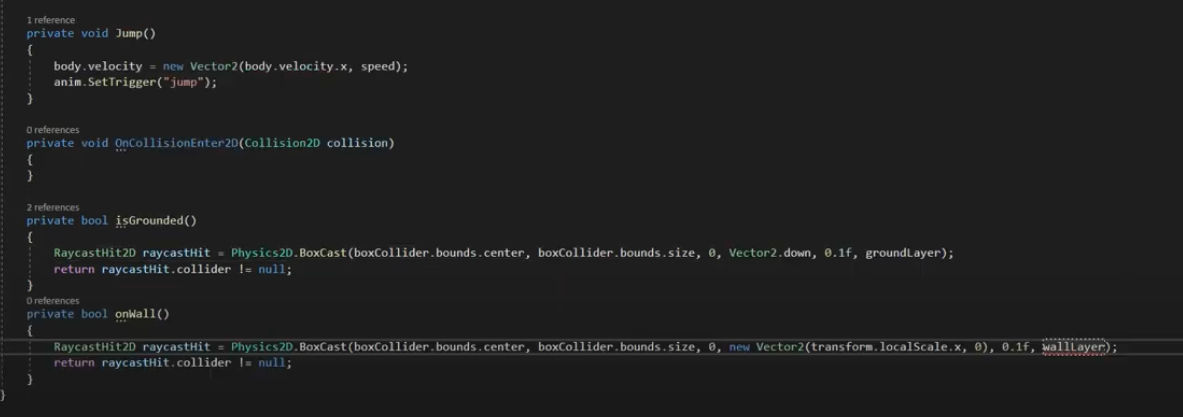 1 reference
private void Jump()
{
body.velocity = new Vector2(body.velocity.x, speed);
anim.SetTrigger("jump");
}
0 references
private void OnCollisionEnter2D(Collision2D collision)
{
}
2 references
private bool isGrounded()
{
RaycastHit2D raycastHit = Physics2D.BoxCast(boxCollider.bounds.center, boxCollider.bounds.size, 0, Vector2.down, 0.1f, groundLayer);
return raycastHit.collider != null;
}
0 references
private bool onWall()
{
RaycastHit2D raycastHit = Physics2D.BoxCast(boxCollider.bounds.center, boxCollider.bounds.size, 0, new Vector2(transform.localScale.x, 0), 0.1f, wallLayer);
return raycastHit.collider != null;
}
}